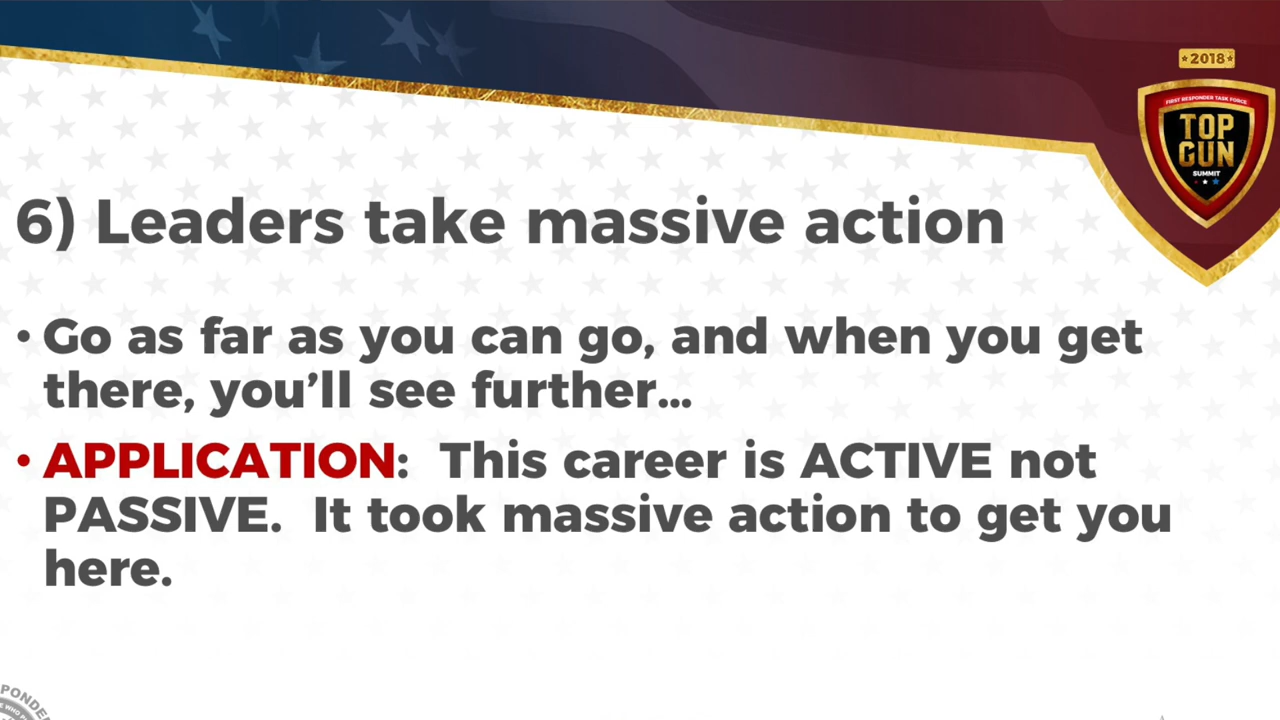 2018
FIRST RESPONDER TASK FORCE
TOP
GUN
SUMMIT
6) Leaders take massive action
• Go as far as you can go, and when you get
there, you’ll see further...
• APPLICATION:  This career is ACTIVE not
PASSIVE.  It took massive action to get you
here.